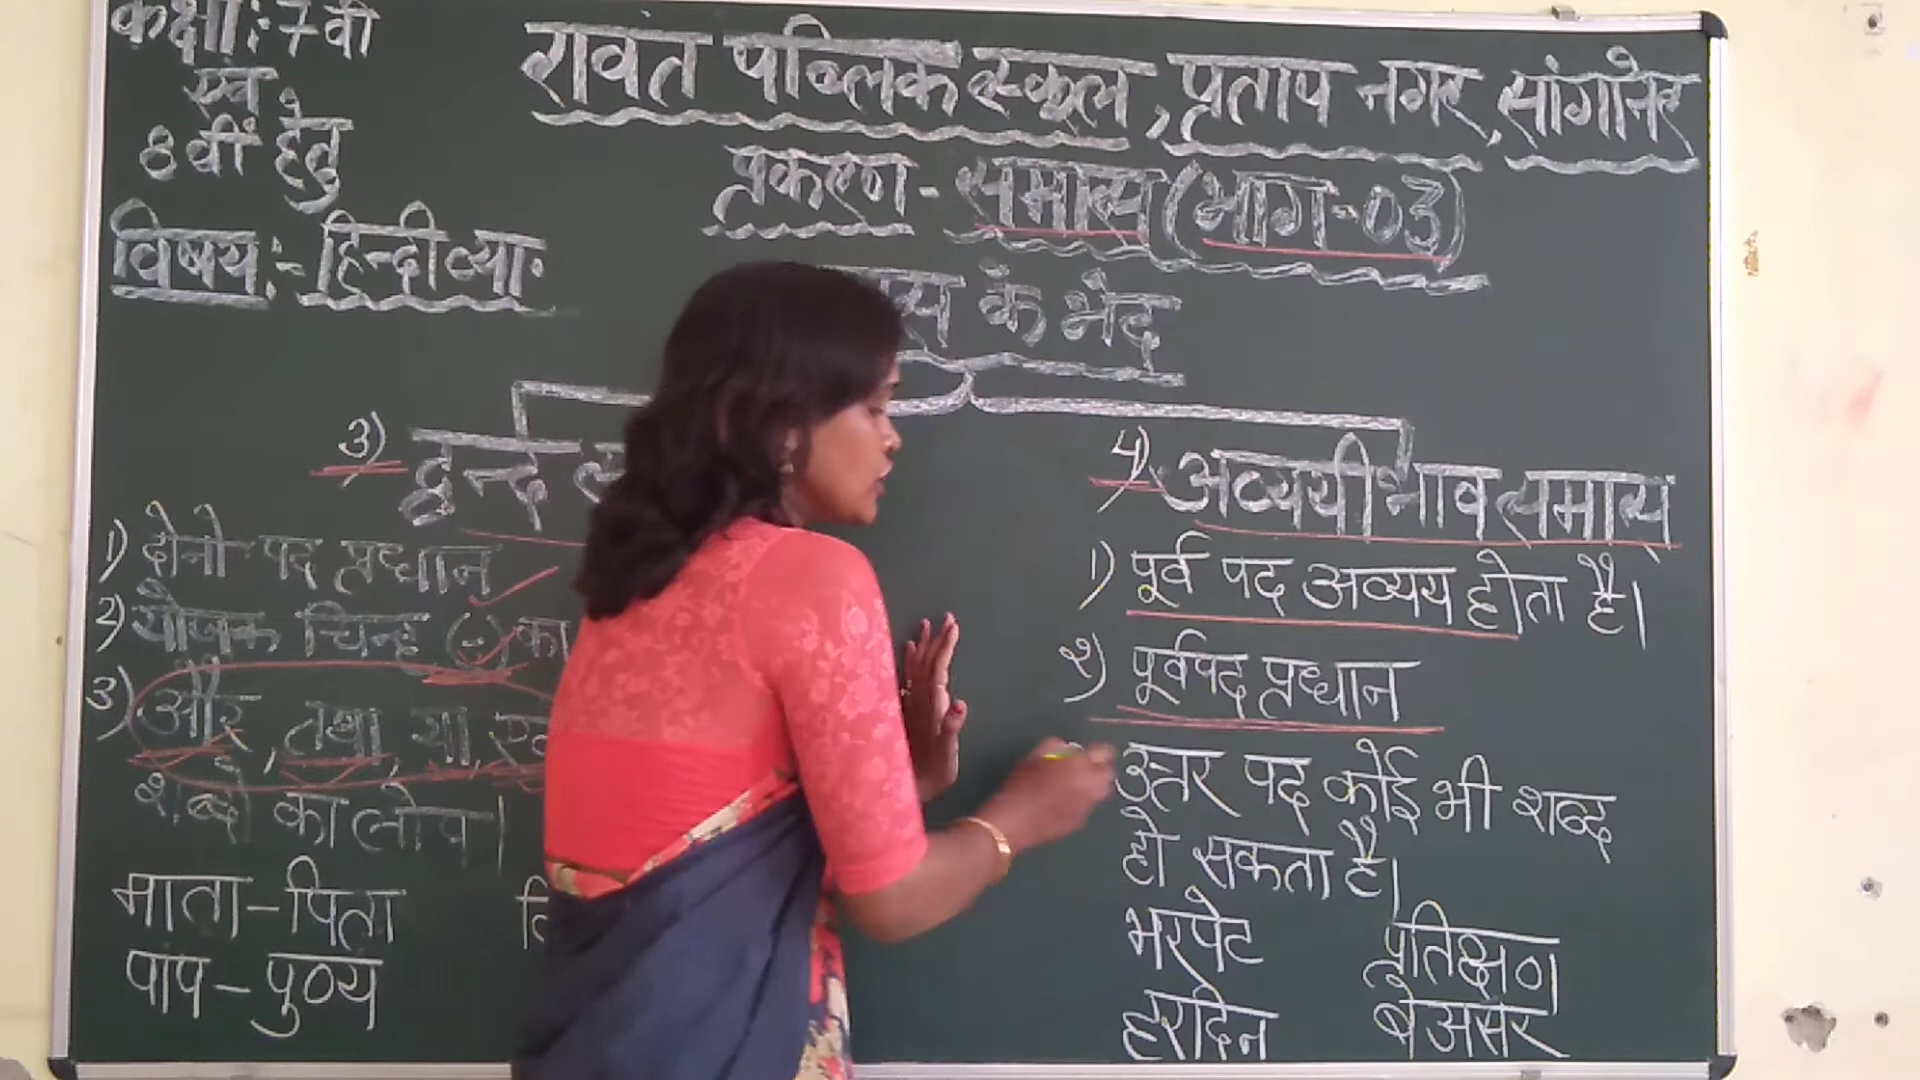 कक्षा:7वीं
एवं
8वीं हेतु
विषय:-हिन्दी व्या॰
रावत पब्लिक स्कूल, प्रताप नगर, सांगानेर
प्रकरण-समास (भाग-03)
के भेद
3) द्वन्द
1) दोनो पद प्रधान
2) योजक चिन्ह (-) का
3) और, तथा, या,
शब्दो का लोप।
माता-पिता
पाप-पुण्य
4) अव्ययीभाव समास
1) पूर्व पद अव्यय होता है।
२) पूर्वपद प्रधान
उत्तर पद कोई भी शब्द
हो सकता है।
भरपेट प्रतिक्षण
हरदिन बेअसर